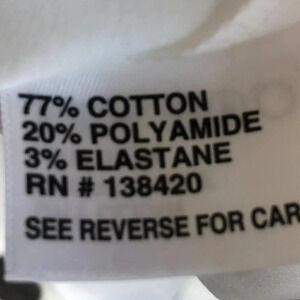 77% COTTON
20% POLYAMIDE
3% ELASTANE
RN # 138420
SEE REVERSE FOR CAR